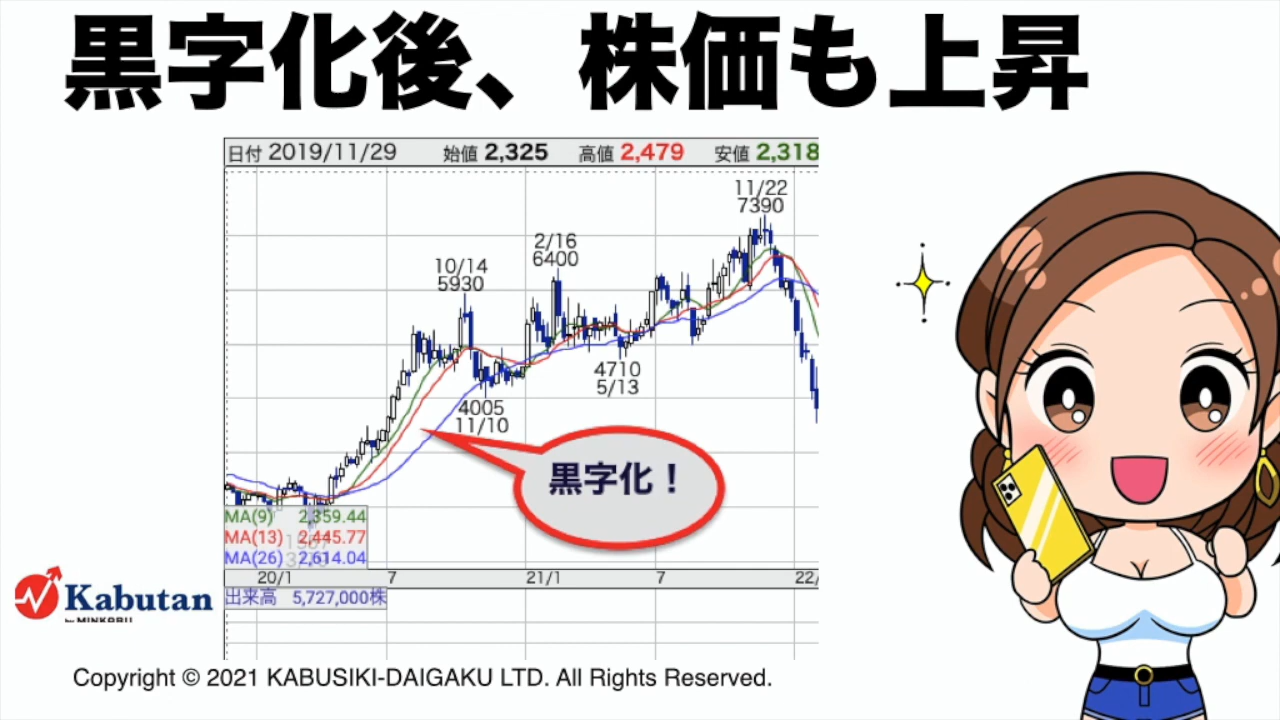 黒字化後、株価も上昇
日付 2019/11/29 始値 2,325 高値 2,479 安値 2,318
11/22
7390
2/16
6400
10/14
5930
4710
5/13
4005
11/10
黒字化！
MA(9) 2,359.44
MA(13) 2,445.77
MA(26) 2,614.04
20/1 7 21/1 7 22/
出来高 5,727,000株
Kabutan
by MINKABU
Copyright © 2021 KABUSIKI-DAIGAKU LTD. All Rights Reserved.